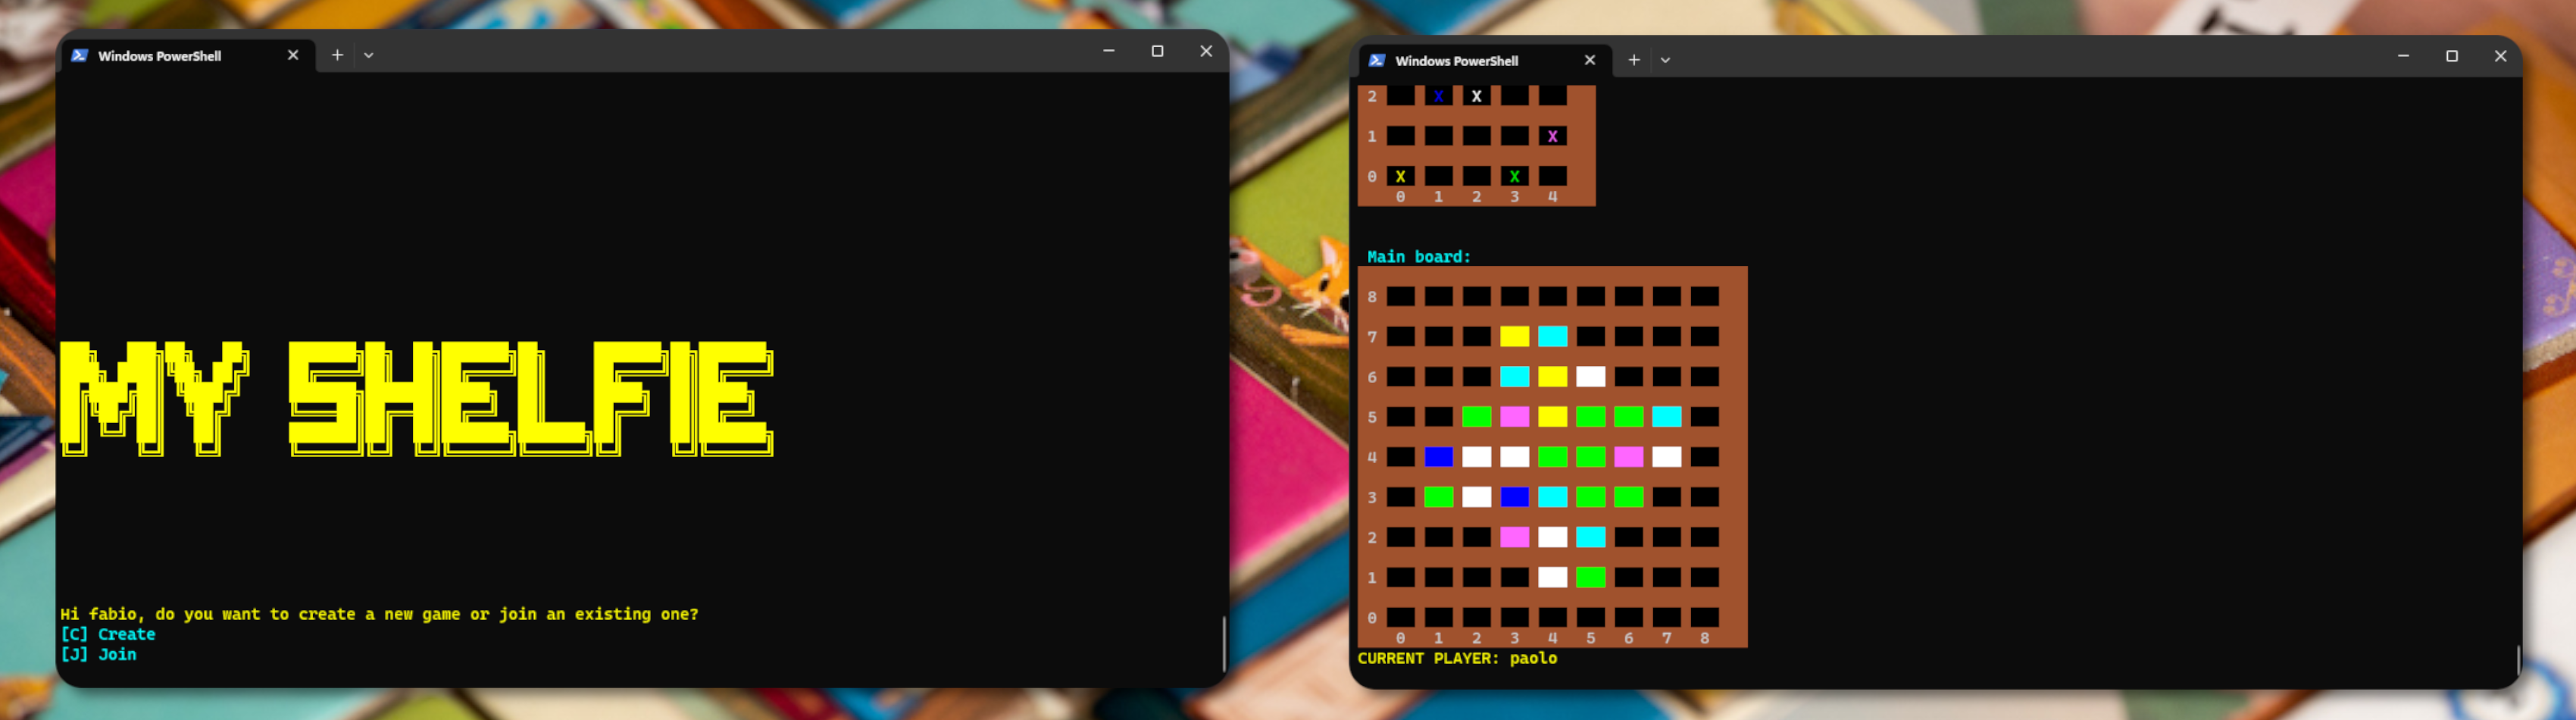 Windows PowerShell
MY SHELFIE
Hi fabio, do you want to create a new game or join an existing one?
[C] Create
[J] Join
Windows PowerShell
2 X X
1 X
0 X X
0 1 2 3 4
Main board:
8
7
6
5
4
3
2
1
0
0 1 2 3 4 5 6 7 8
CURRENT PLAYER: paolo